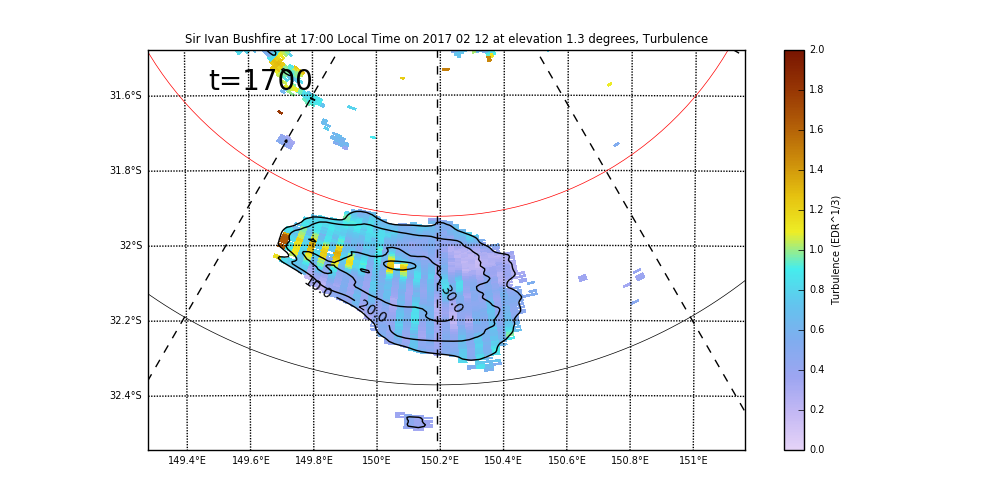 Sir Ivan Bushfire at 17:00 Local Time on 2017 02 12 at elevation 1.3 degrees, Turbulence
t=1700
31.6°S
31.8°S
32°S
32.2°S
32.4°S
10.0
20.0
30.0
149.4°E 149.6°E 149.8°E 150°E 150.2°E 150.4°E 150.6°E 150.8°E 151°E
2.0
1.8
1.6
1.4
1.2
1.0
0.8
0.6
0.4
0.2
0.0
Turbulence (EDR^1/3)